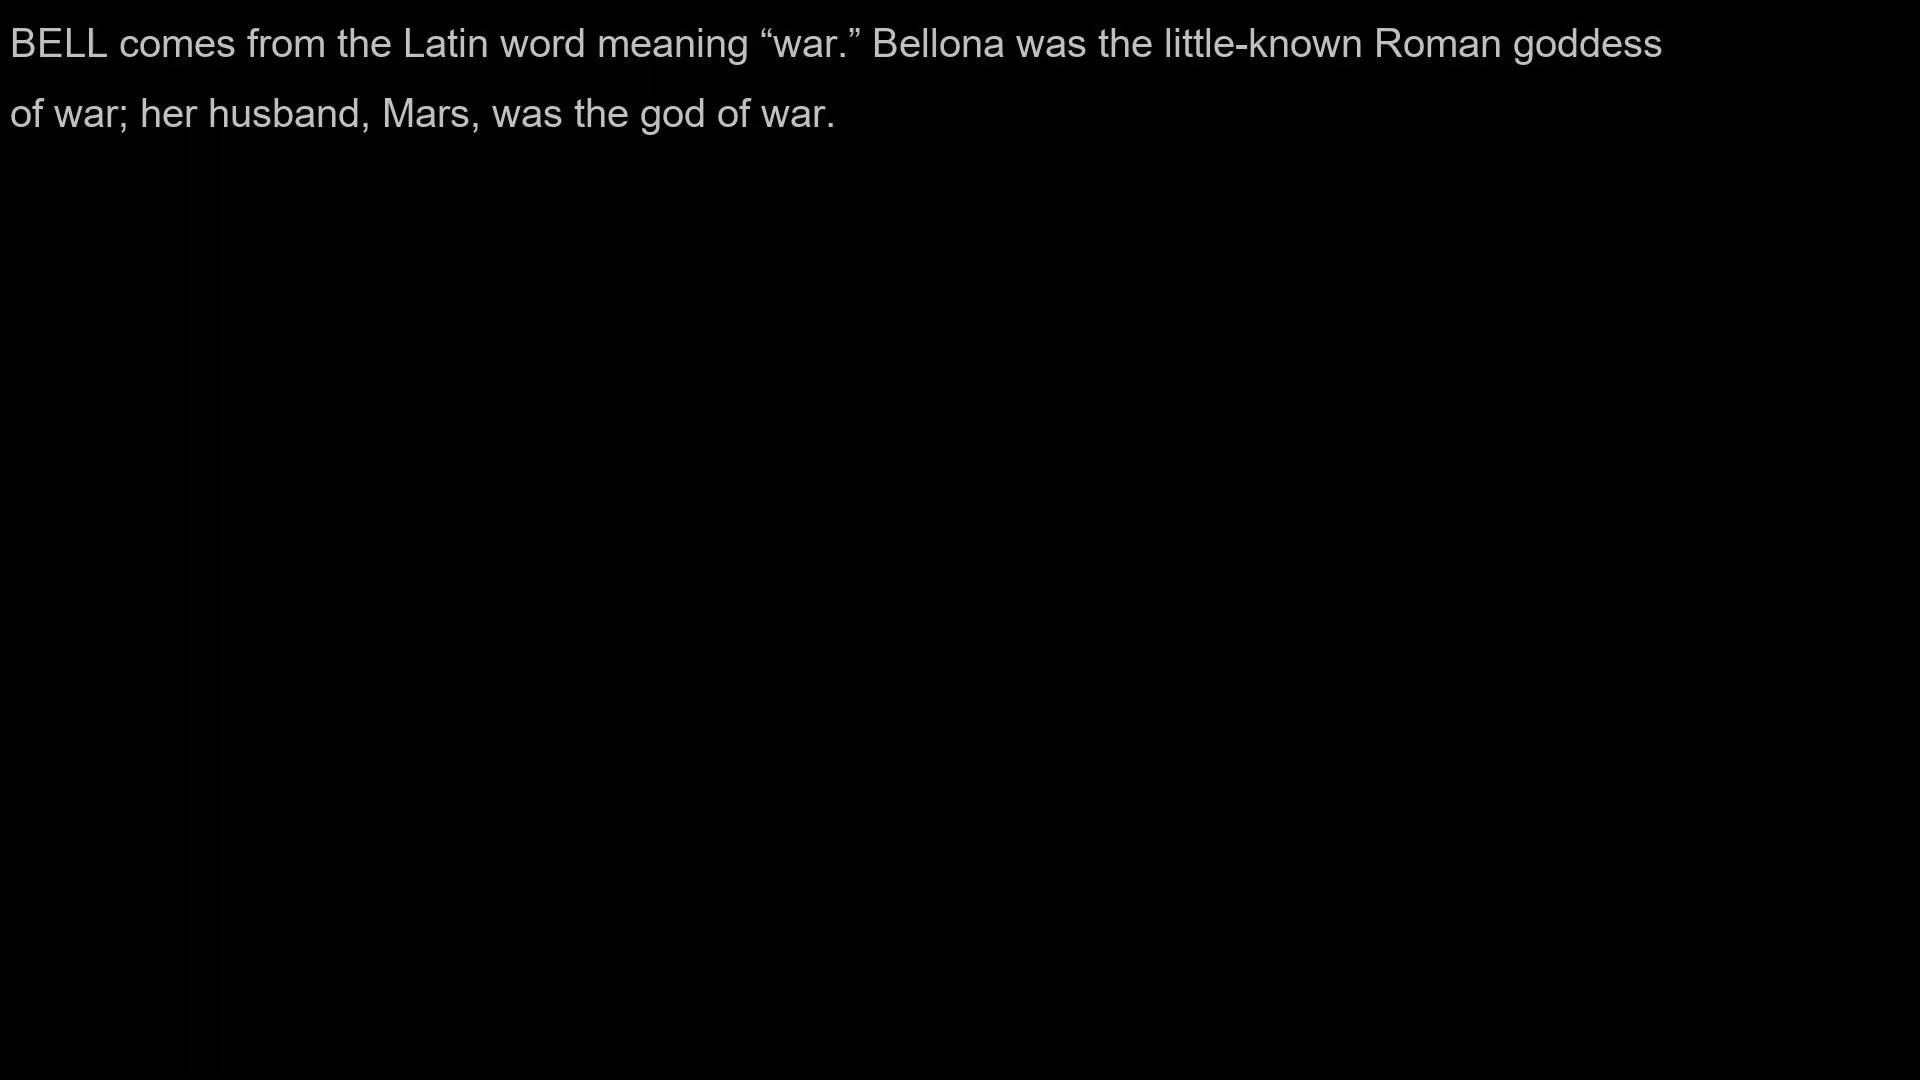 BELL comes from the Latin word meaning “war.” Bellona was the little-known Roman goddess
of war; her husband, Mars, was the god of war.